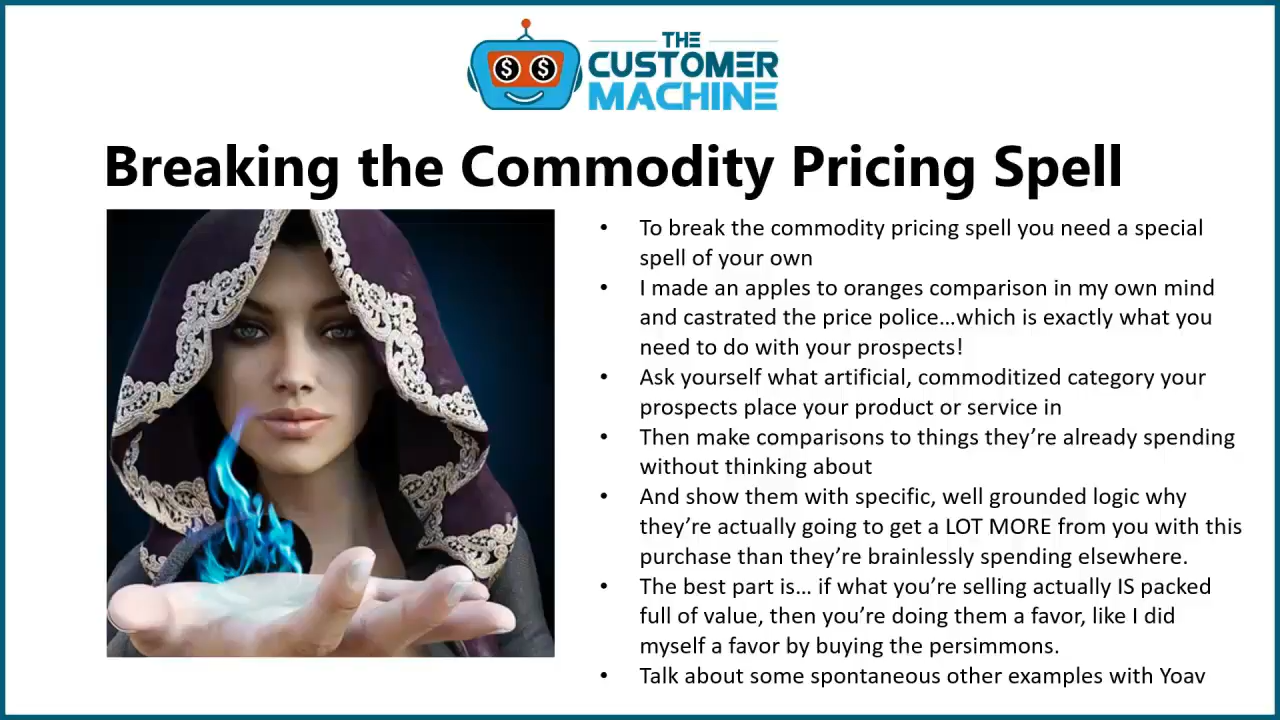 THE
CUSTOMER
MACHINE
Breaking the Commodity Pricing Spell
• To break the commodity pricing spell you need a special
spell of your own
• I made an apples to oranges comparison in my own mind
and castrated the price police…which is exactly what you
need to do with your prospects!
• Ask yourself what artificial, commoditized category your
prospects place your product or service in
• Then make comparisons to things they’re already spending
without thinking about
• And show them with specific, well grounded logic why
they’re actually going to get a LOT MORE from you with this
purchase than they’re brainlessly spending elsewhere.
• The best part is… if what you’re selling actually IS packed
full of value, then you’re doing them a favor, like I did
myself a favor by buying the persimmons.
• Talk about some spontaneous other examples with Yoav